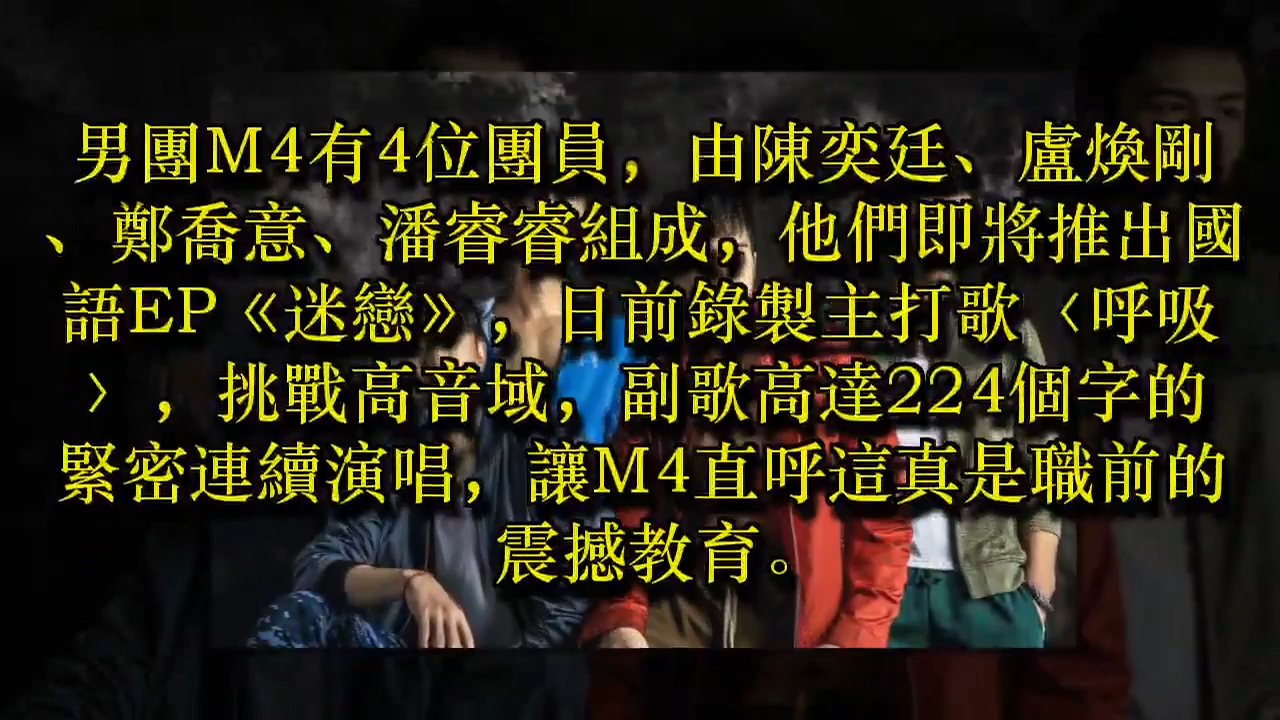 男團M4有4位團員，由陳奕廷、盧煥剛
、鄭喬意、潘睿睿組成，他們即將推出國
語EP《迷戀》，日前錄製主打歌〈呼吸
〉，挑戰高音域，副歌高達224個字的
緊密連續演唱，讓M4直呼這真是職前的
震撼教育。